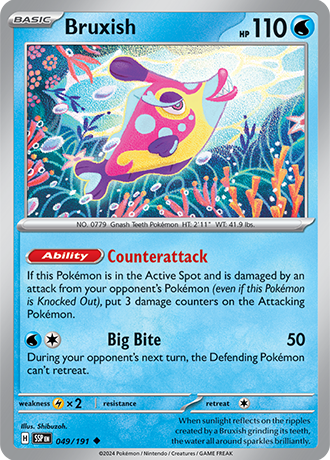 BASIC
Bruxish
HP 110
NO. 0779 Gnash Teeth Pokémon HT: 2'11" WT: 41.9 lbs.
Ability Counterattack
If this Pokémon is in the Active Spot and is damaged by an
attack from your opponent's Pokémon (even if this Pokémon
is Knocked Out), put 3 damage counters on the Attacking
Pokémon.
Big Bite 50
During your opponent's next turn, the Defending Pokémon
can't retreat.
weakness ×2 resistance retreat
Illus. Shibuzoh.
H SSP EN 049/191
When sunlight reflects on the ripples
created by a Bruxish grinding its teeth,
the water all around sparkles brilliantly.
©2024 Pokémon / Nintendo / Creatures / GAME FREAK